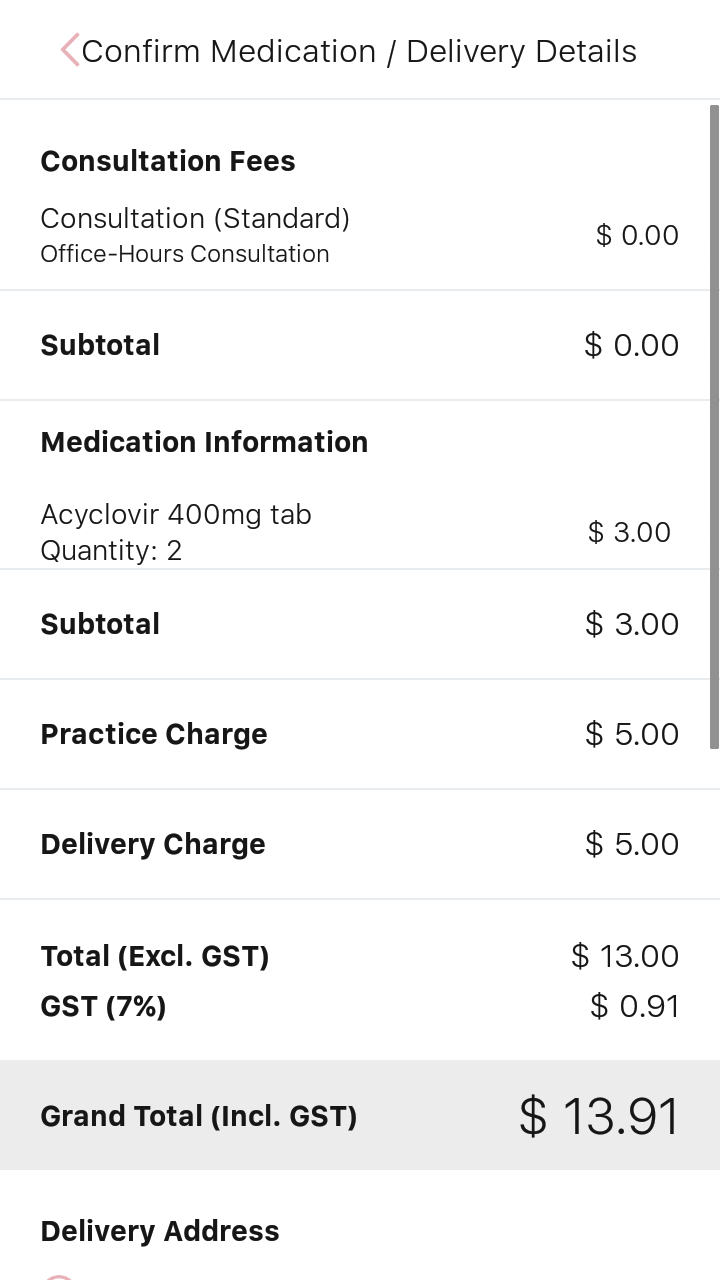 Confirm Medication / Delivery Details
Consultation Fees
Consultation (Standard)
Office-Hours Consultation
$ 0.00
Subtotal
$ 0.00
Medication Information
Acyclovir 400mg tab
Quantity: 2
$ 3.00
Subtotal
$ 3.00
Practice Charge
$ 5.00
Delivery Charge
$ 5.00
Total (Excl. GST)
$ 13.00
GST (7%)
$ 0.91
Grand Total (Incl. GST)
$ 13.91
Delivery Address